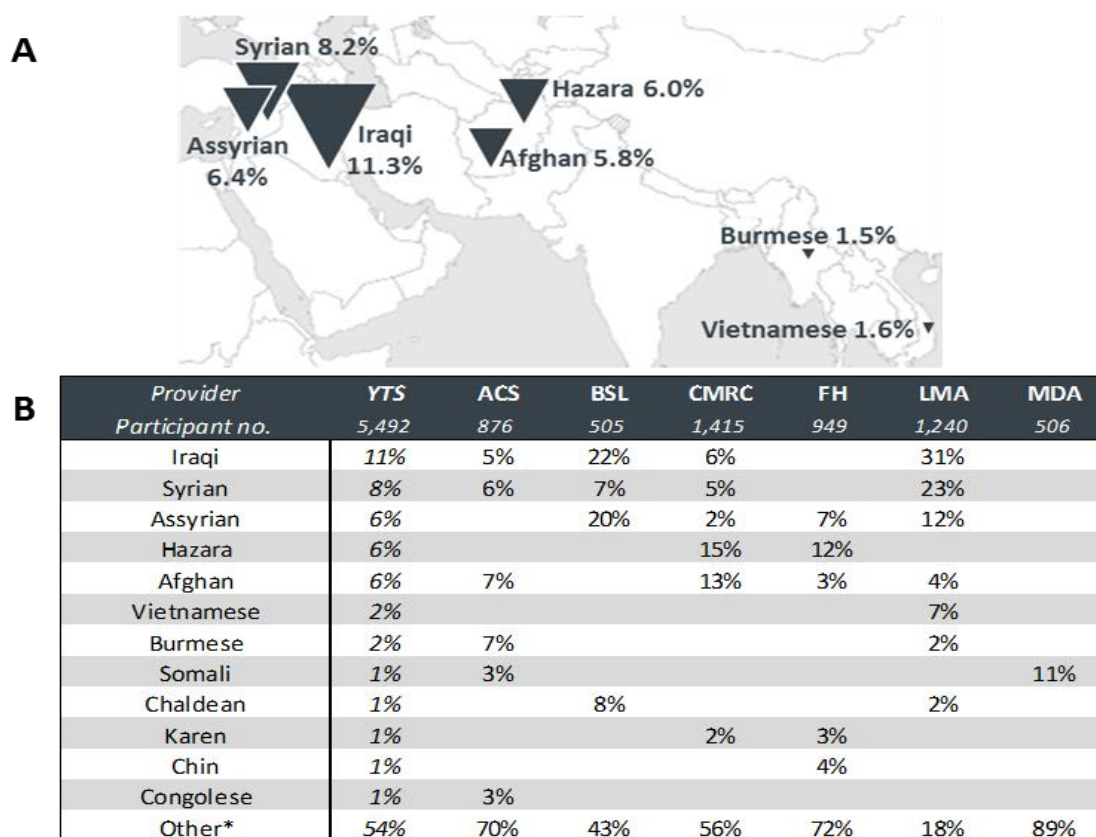 A
Syrian 8.2%
Hazara 6.0%
Iraqi
11.3%
Assyrian
6.4%
Afghan 5.8%
Burmese 1.5%
Vietnamese 1.6%
B
Provider YTS ACS BSL CMRC FH LMA MDA
Participant no. 5,492 876 505 1,415 949 1,240 506
Iraqi 11% 5% 22% 6% 31%
Syrian 8% 6% 7% 5% 23%
Assyrian 6% 20% 2% 7% 12%
Hazara 6% 15% 12%
Afghan 6% 7% 13% 3% 4%
Vietnamese 2% 7%
Burmese 2% 7% 2%
Somali 1% 3% 11%
Chaldean 1% 8% 2%
Karen 1% 2% 3%
Chin 1% 4%
Congolese 1% 3%
Other* 54% 70% 43% 56% 72% 18% 89%